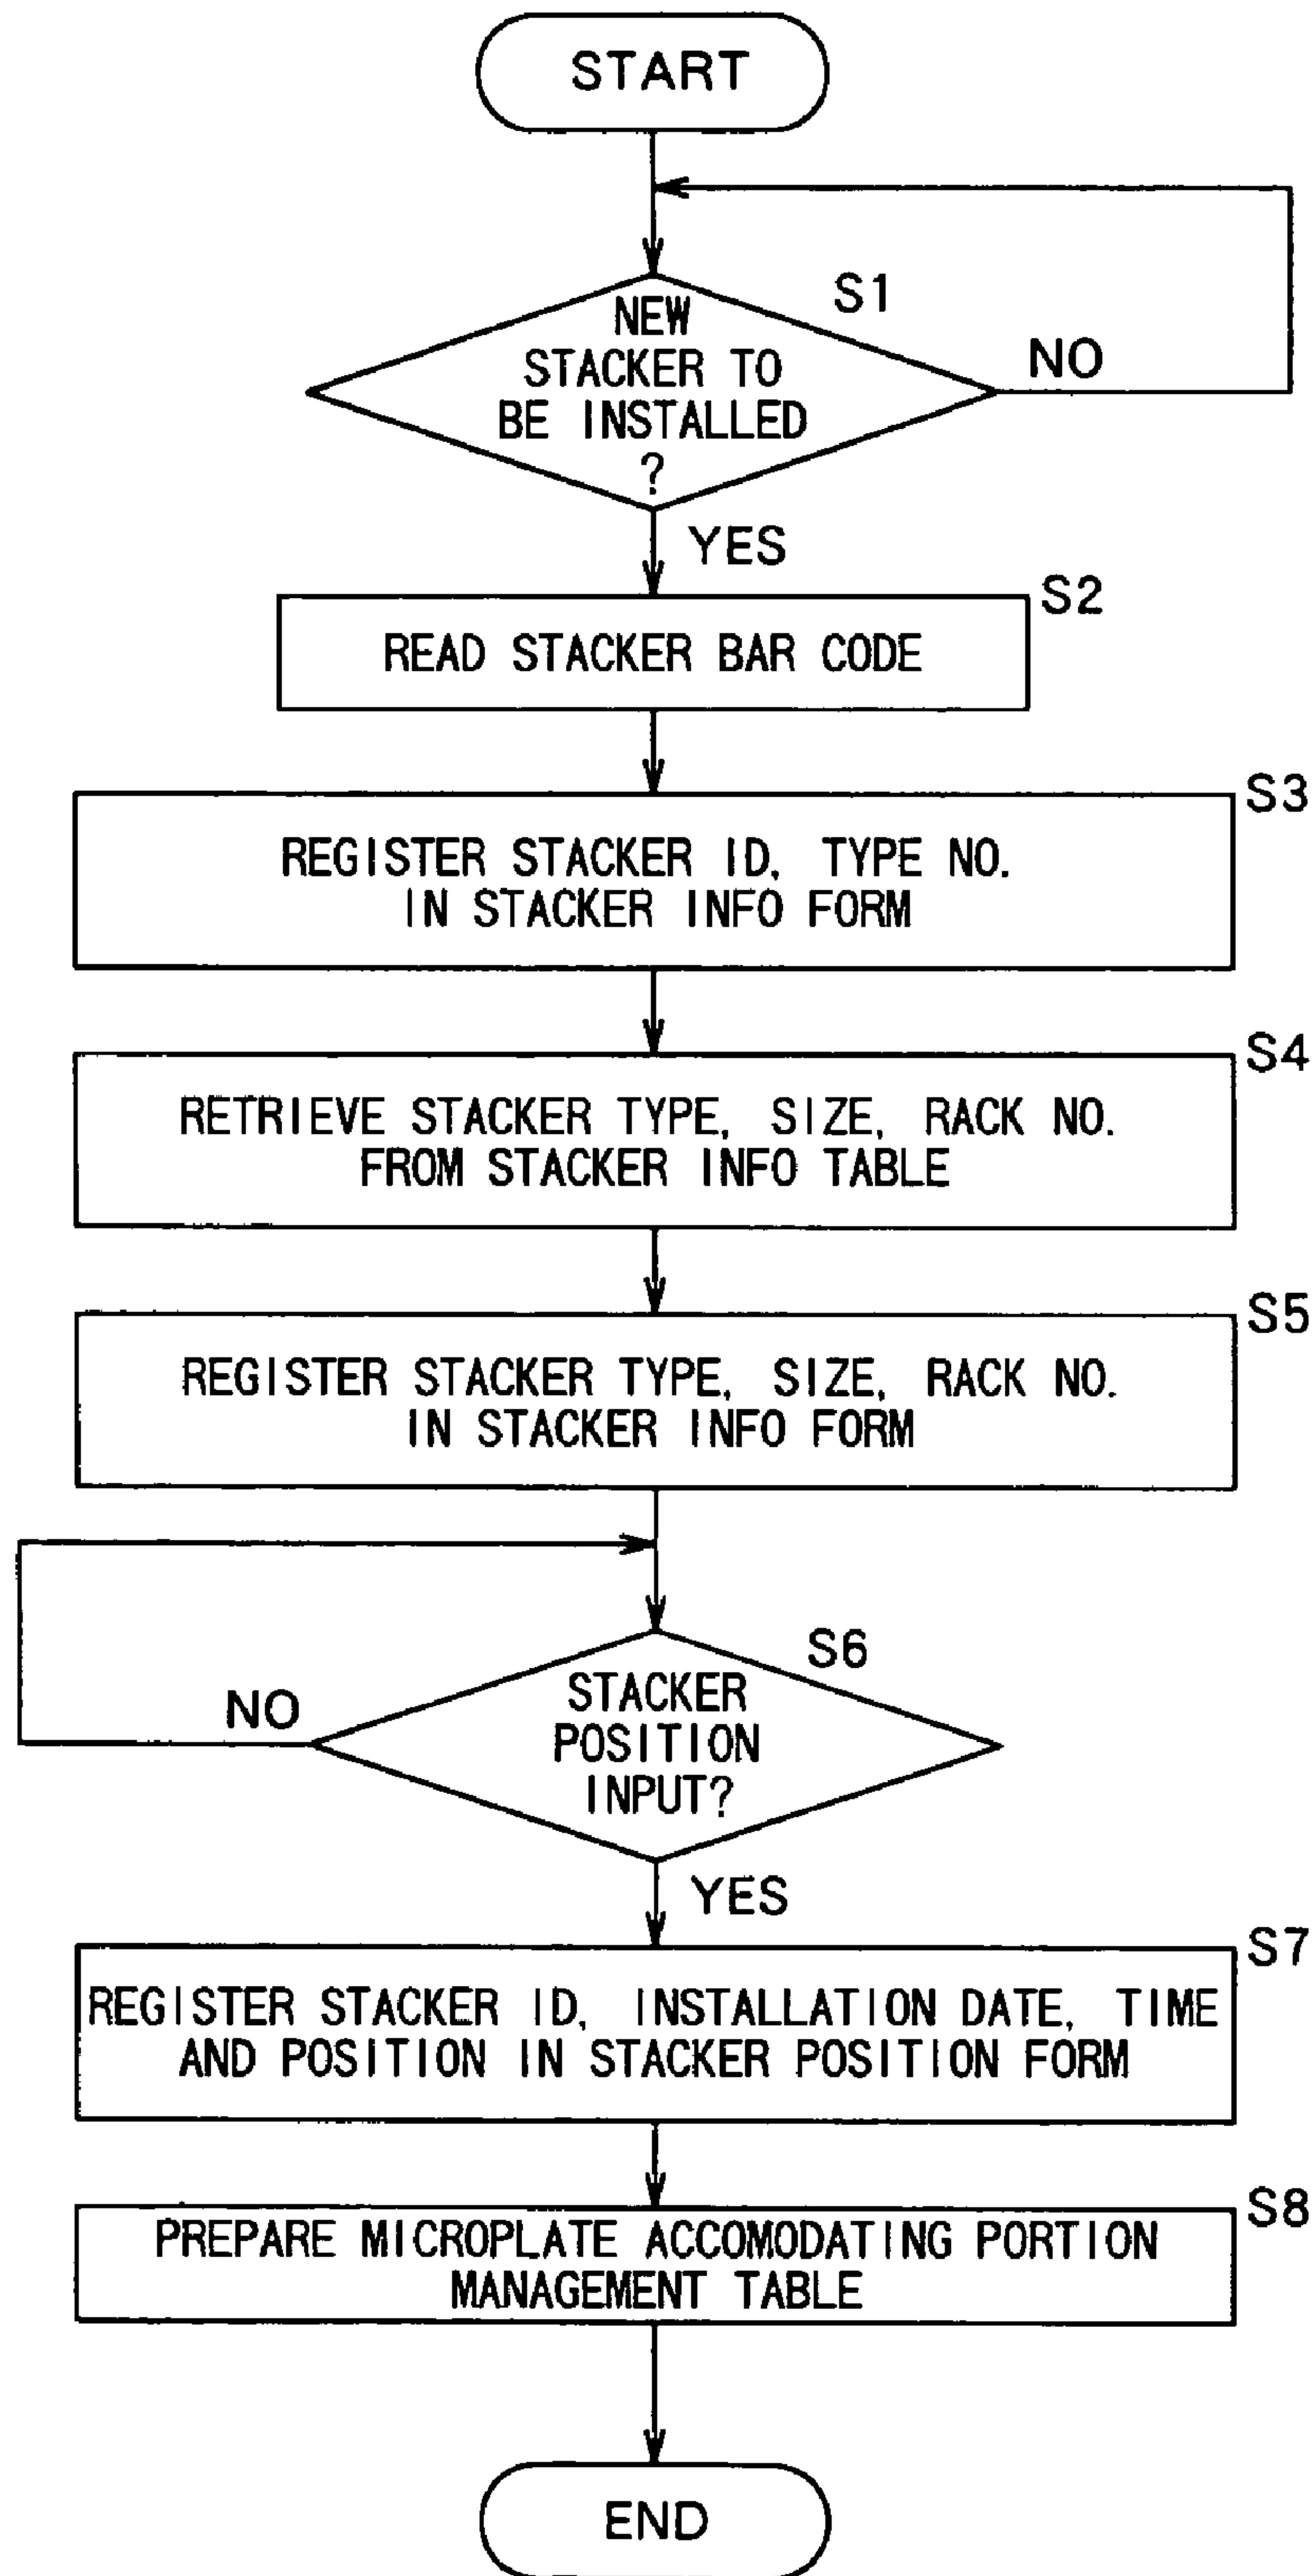 START
S1
NEW
STACKER TO
BE INSTALLED
?
NO
YES
S2
READ STACKER BAR CODE
S3
REGISTER STACKER ID, TYPE NO.
IN STACKER INFO FORM
S4
RETRIEVE STACKER TYPE, SIZE, RACK NO.
FROM STACKER INFO TABLE
S5
REGISTER STACKER TYPE, SIZE, RACK NO.
IN STACKER INFO FORM
S6
STACKER
POSITION
INPUT?
NO
YES
S7
REGISTER STACKER ID, INSTALLATION DATE, TIME
AND POSITION IN STACKER POSITION FORM
S8
PREPARE MICROPLATE ACCOMODATING PORTION
MANAGEMENT TABLE
END